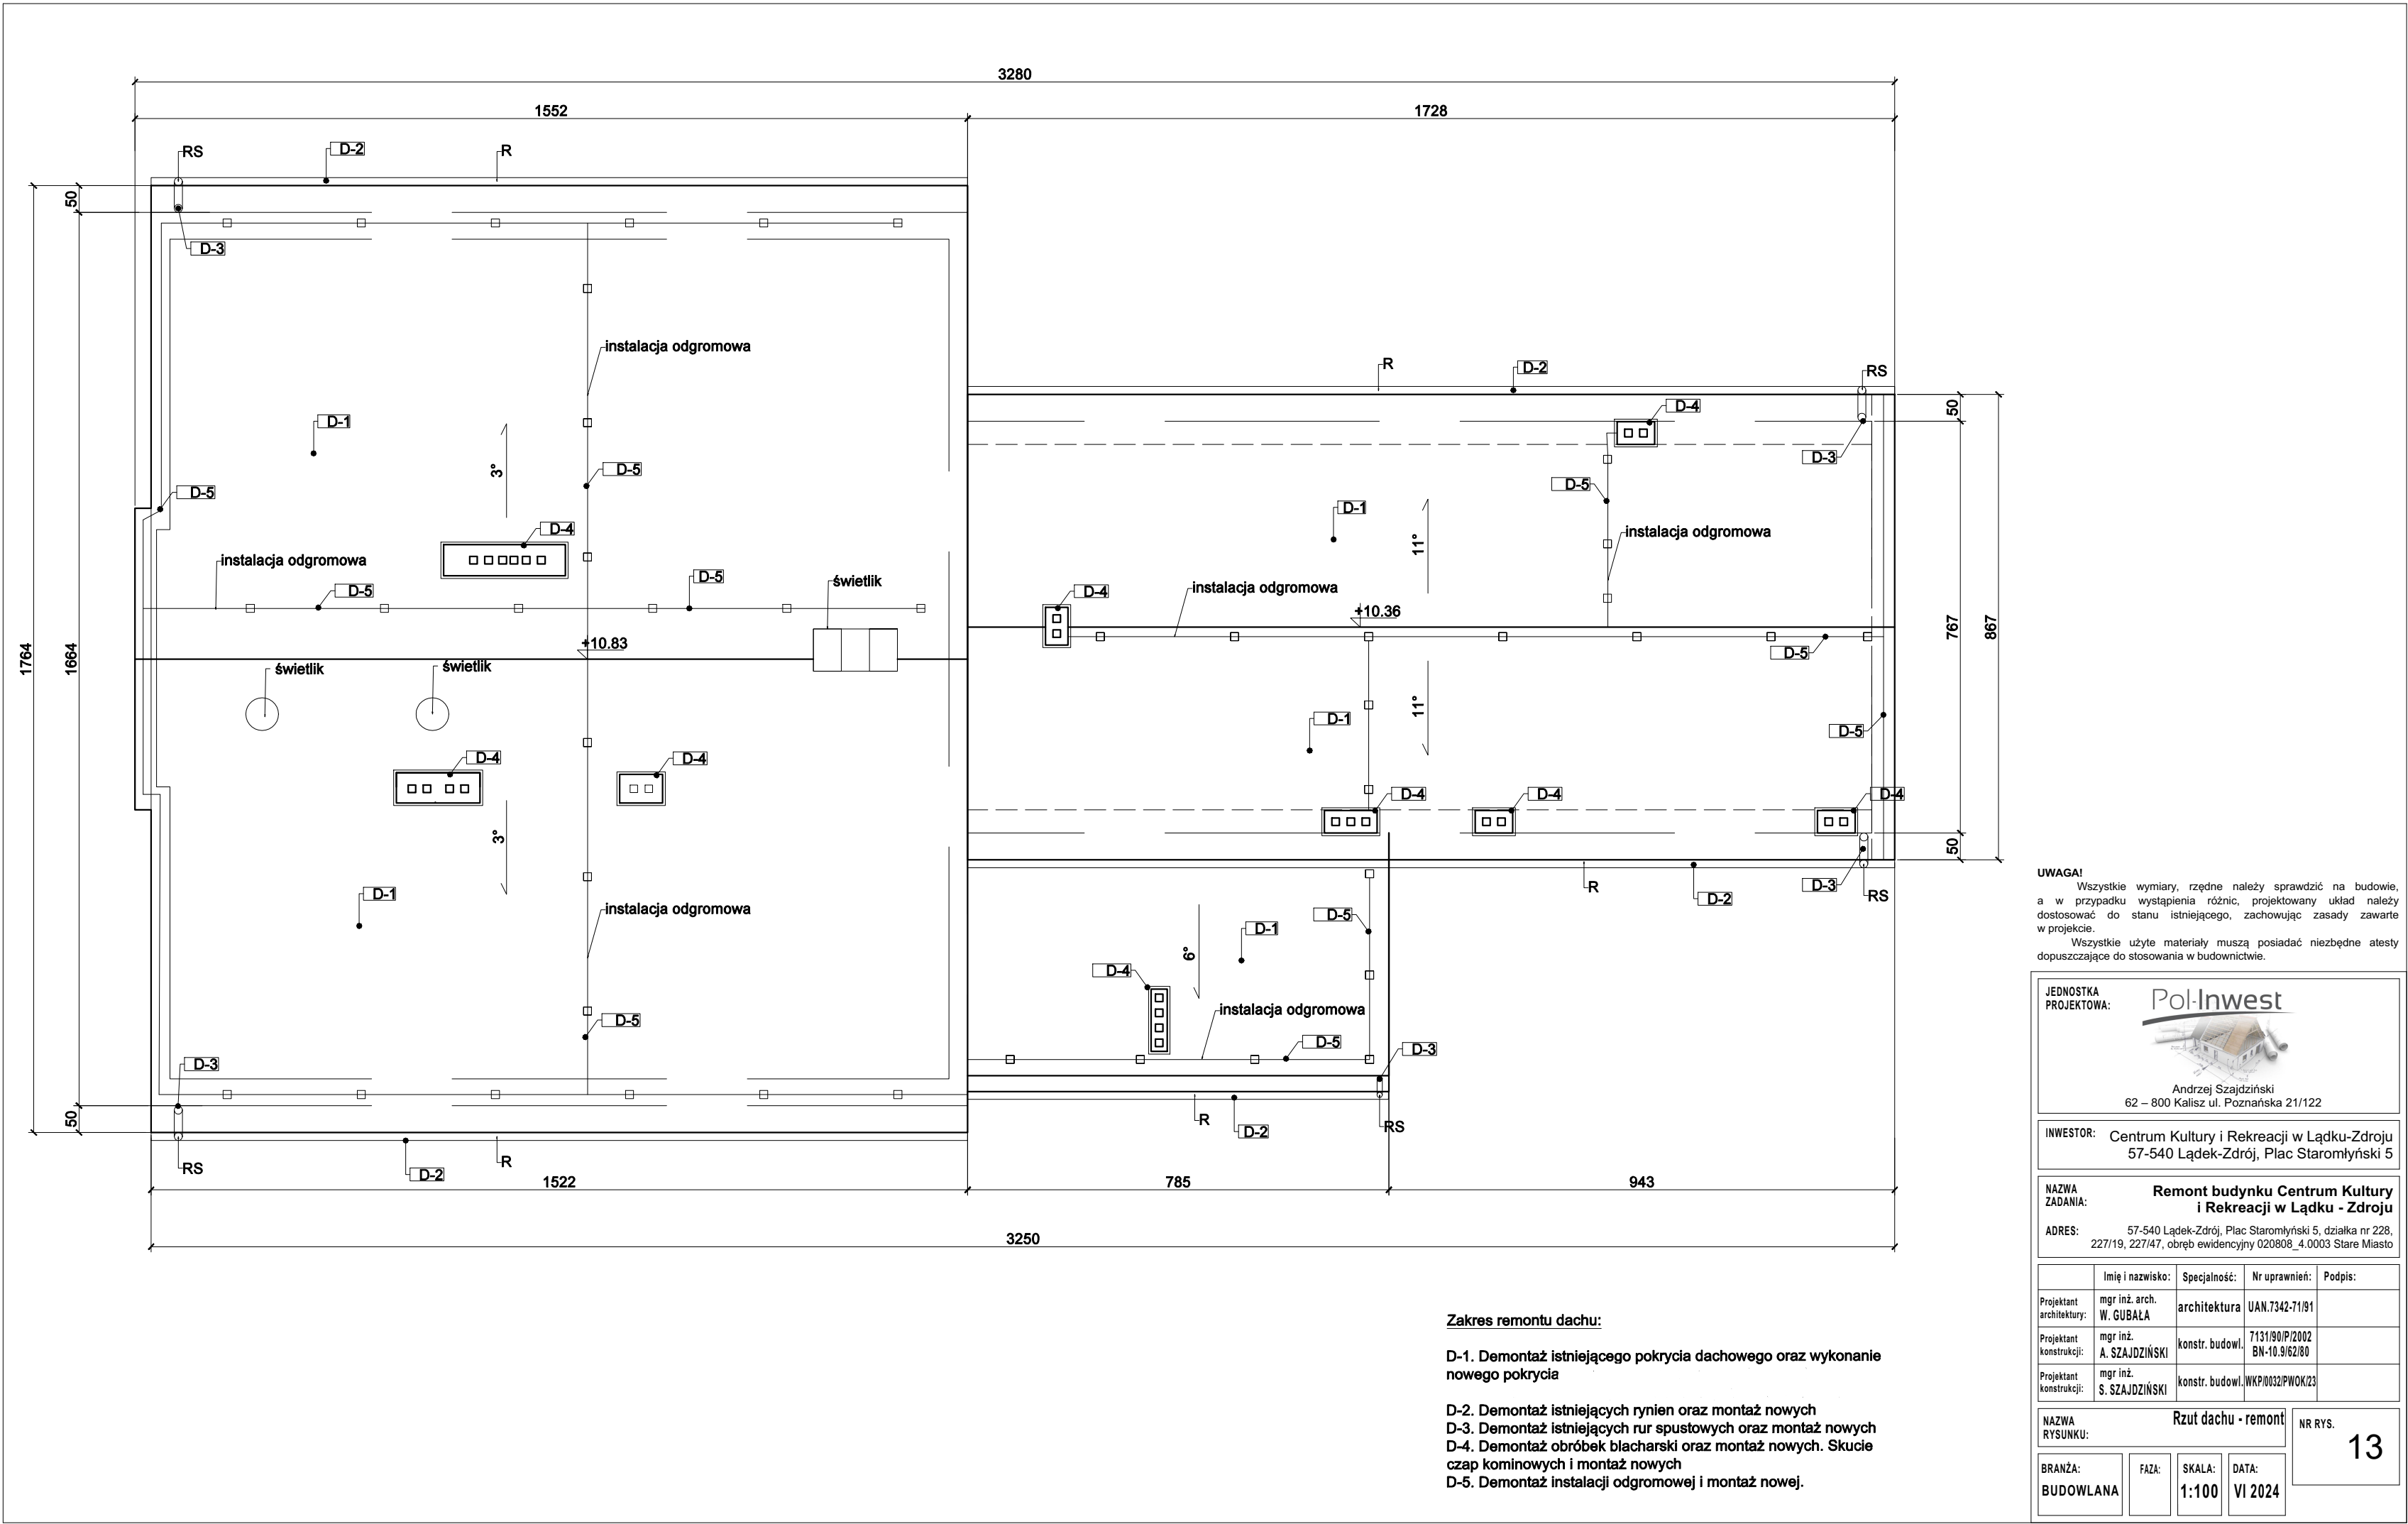 3280
1552
1728
RS
D-2
R
50
D-3
instalacja odgromowa
R
D-2
RS
D-4
50
D-1
D-3
3°
D-5
D-5
D-5
D-1
11°
instalacja odgromowa
D-4
instalacja odgromowa
D-5
D-5
świetlik
instalacja odgromowa
D-4
+10.36
+10.83
1764
1664
767
867
D-5
świetlik
świetlik
11°
D-1
D-5
D-4
D-4
D-4
D-4
D-4
3°
50
D-1
R
D-2
D-3
RS
instalacja odgromowa
D-5
D-1
6°
D-4
instalacja odgromowa
D-5
D-5
D-3
D-3
50
R
D-2
RS
RS
D-2
R
1522
785
943
3250
Zakres remontu dachu:
D-1. Demontaż istniejącego pokrycia dachowego oraz wykonanie
nowego pokrycia
D-2. Demontaż istniejących rynien oraz montaż nowych
D-3. Demontaż istniejących rur spustowych oraz montaż nowych
D-4. Demontaż obróbek blacharski oraz montaż nowych. Skucie
czap kominowych i montaż nowych
D-5. Demontaż instalacji odgromowej i montaż nowej.
UWAGA!
Wszystkie wymiary, rzędne należy sprawdzić na budowie,
a w przypadku wystąpienia różnic, projektowany układ należy
dostosować do stanu istniejącego, zachowując zasady zawarte
w projekcie.
Wszystkie użyte materiały muszą posiadać niezbędne atesty
dopuszczające do stosowania w budownictwie.
JEDNOSTKA
PROJEKTOWA:
Pol-Inwest
Andrzej Szajdziński
62 – 800 Kalisz ul. Poznańska 21/122
INWESTOR:
Centrum Kultury i Rekreacji w Lądku-Zdroju
57-540 Lądek-Zdrój, Plac Staromłyński 5
NAZWA
ZADANIA:
Remont budynku Centrum Kultury
i Rekreacji w Lądku - Zdroju
ADRES:
57-540 Lądek-Zdrój, Plac Staromłyński 5, działka nr 228,
227/19, 227/47, obręb ewidencyjny 020808_4.0003 Stare Miasto
Imię i nazwisko: Specjalność: Nr uprawnień: Podpis:
Projektant
architektury:
mgr inż. arch.
W. GUBAŁA
architektura
UAN.7342-71/91
Projektant
konstrukcji:
mgr inż.
A. SZAJDZIŃSKI
konstr. budowl.
7131/90/P/2002
BN-10.9/62/80
Projektant
konstrukcji:
mgr inż.
S. SZAJDZIŃSKI
konstr. budowl.
WKP/0032/PWOK/23
NAZWA
RYSUNKU:
Rzut dachu - remont
NR RYS.
13
BRANŻA:
BUDOWLANA
FAZA:
SKALA:
1:100
DATA:
VI 2024